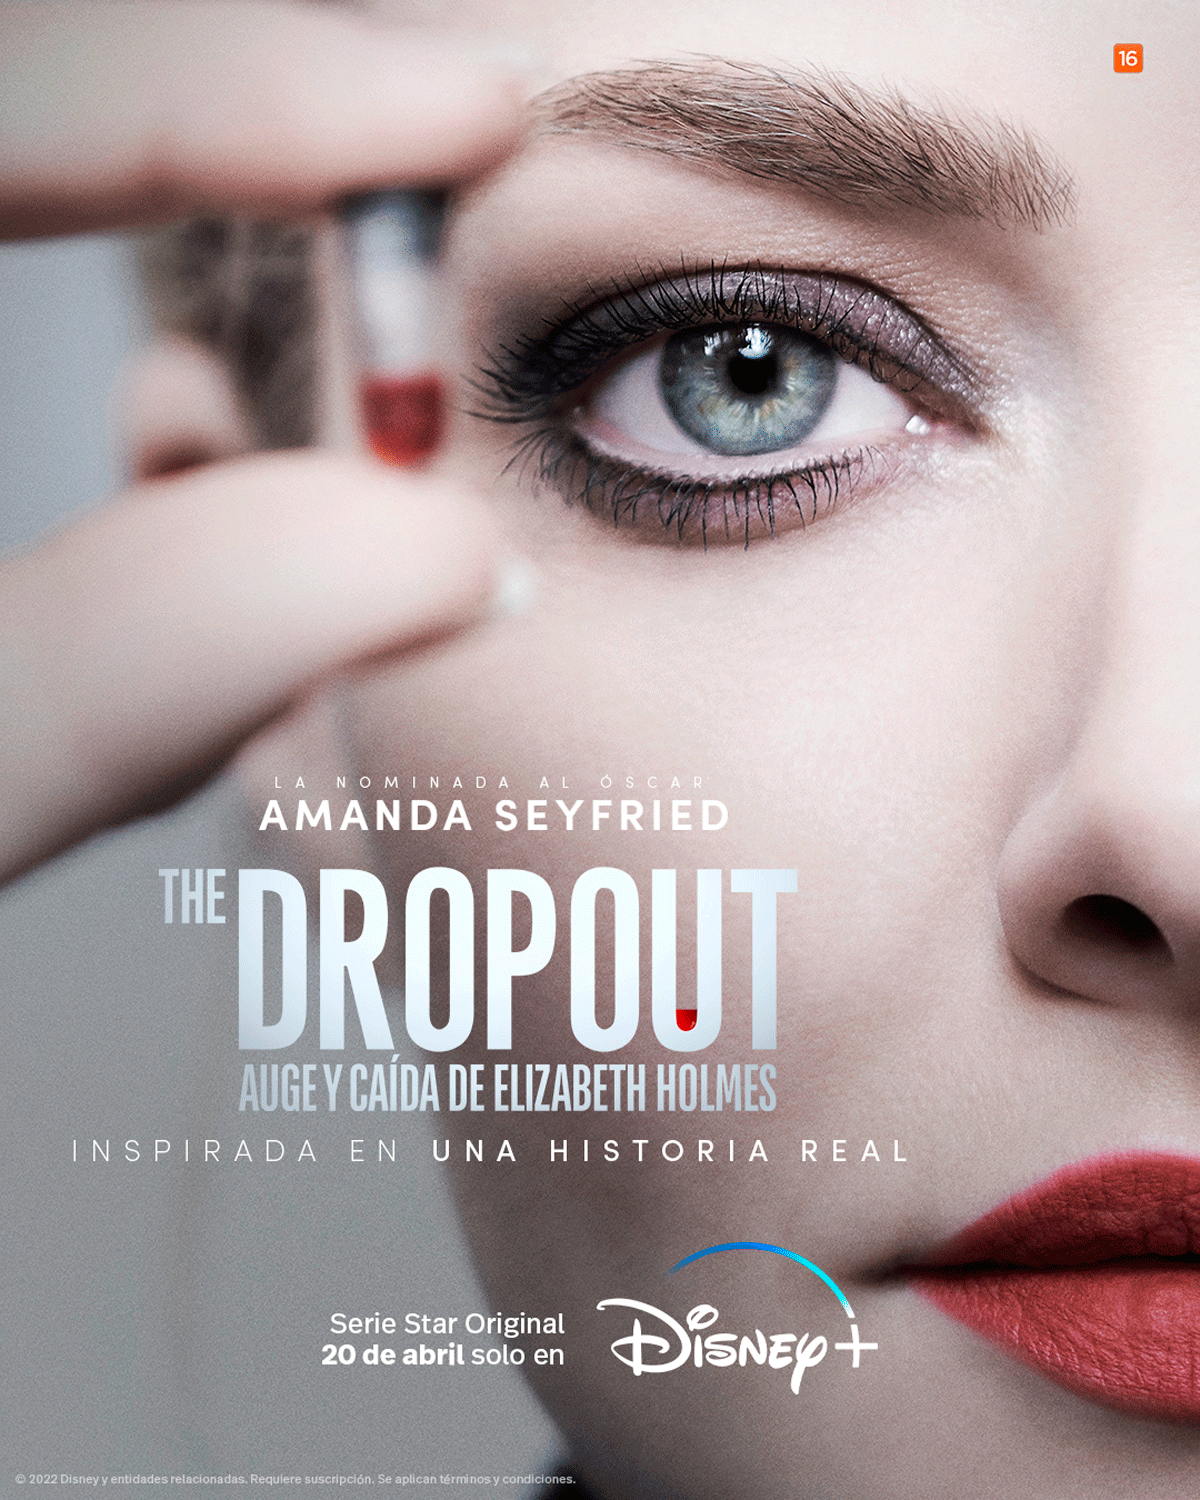 16
LA NOMINADA AL ÓSCAR
AMANDA SEYFRIED
THE DROPOUT
AUGE Y CAÍDA DE ELIZABETH HOLMES
INSPIRADA EN UNA HISTORIA REAL
Serie Star Original
20 de abril solo en
DISNEY+
© 2022 Disney y entidades relacionadas. Requiere suscripción. Se aplican términos y condiciones.